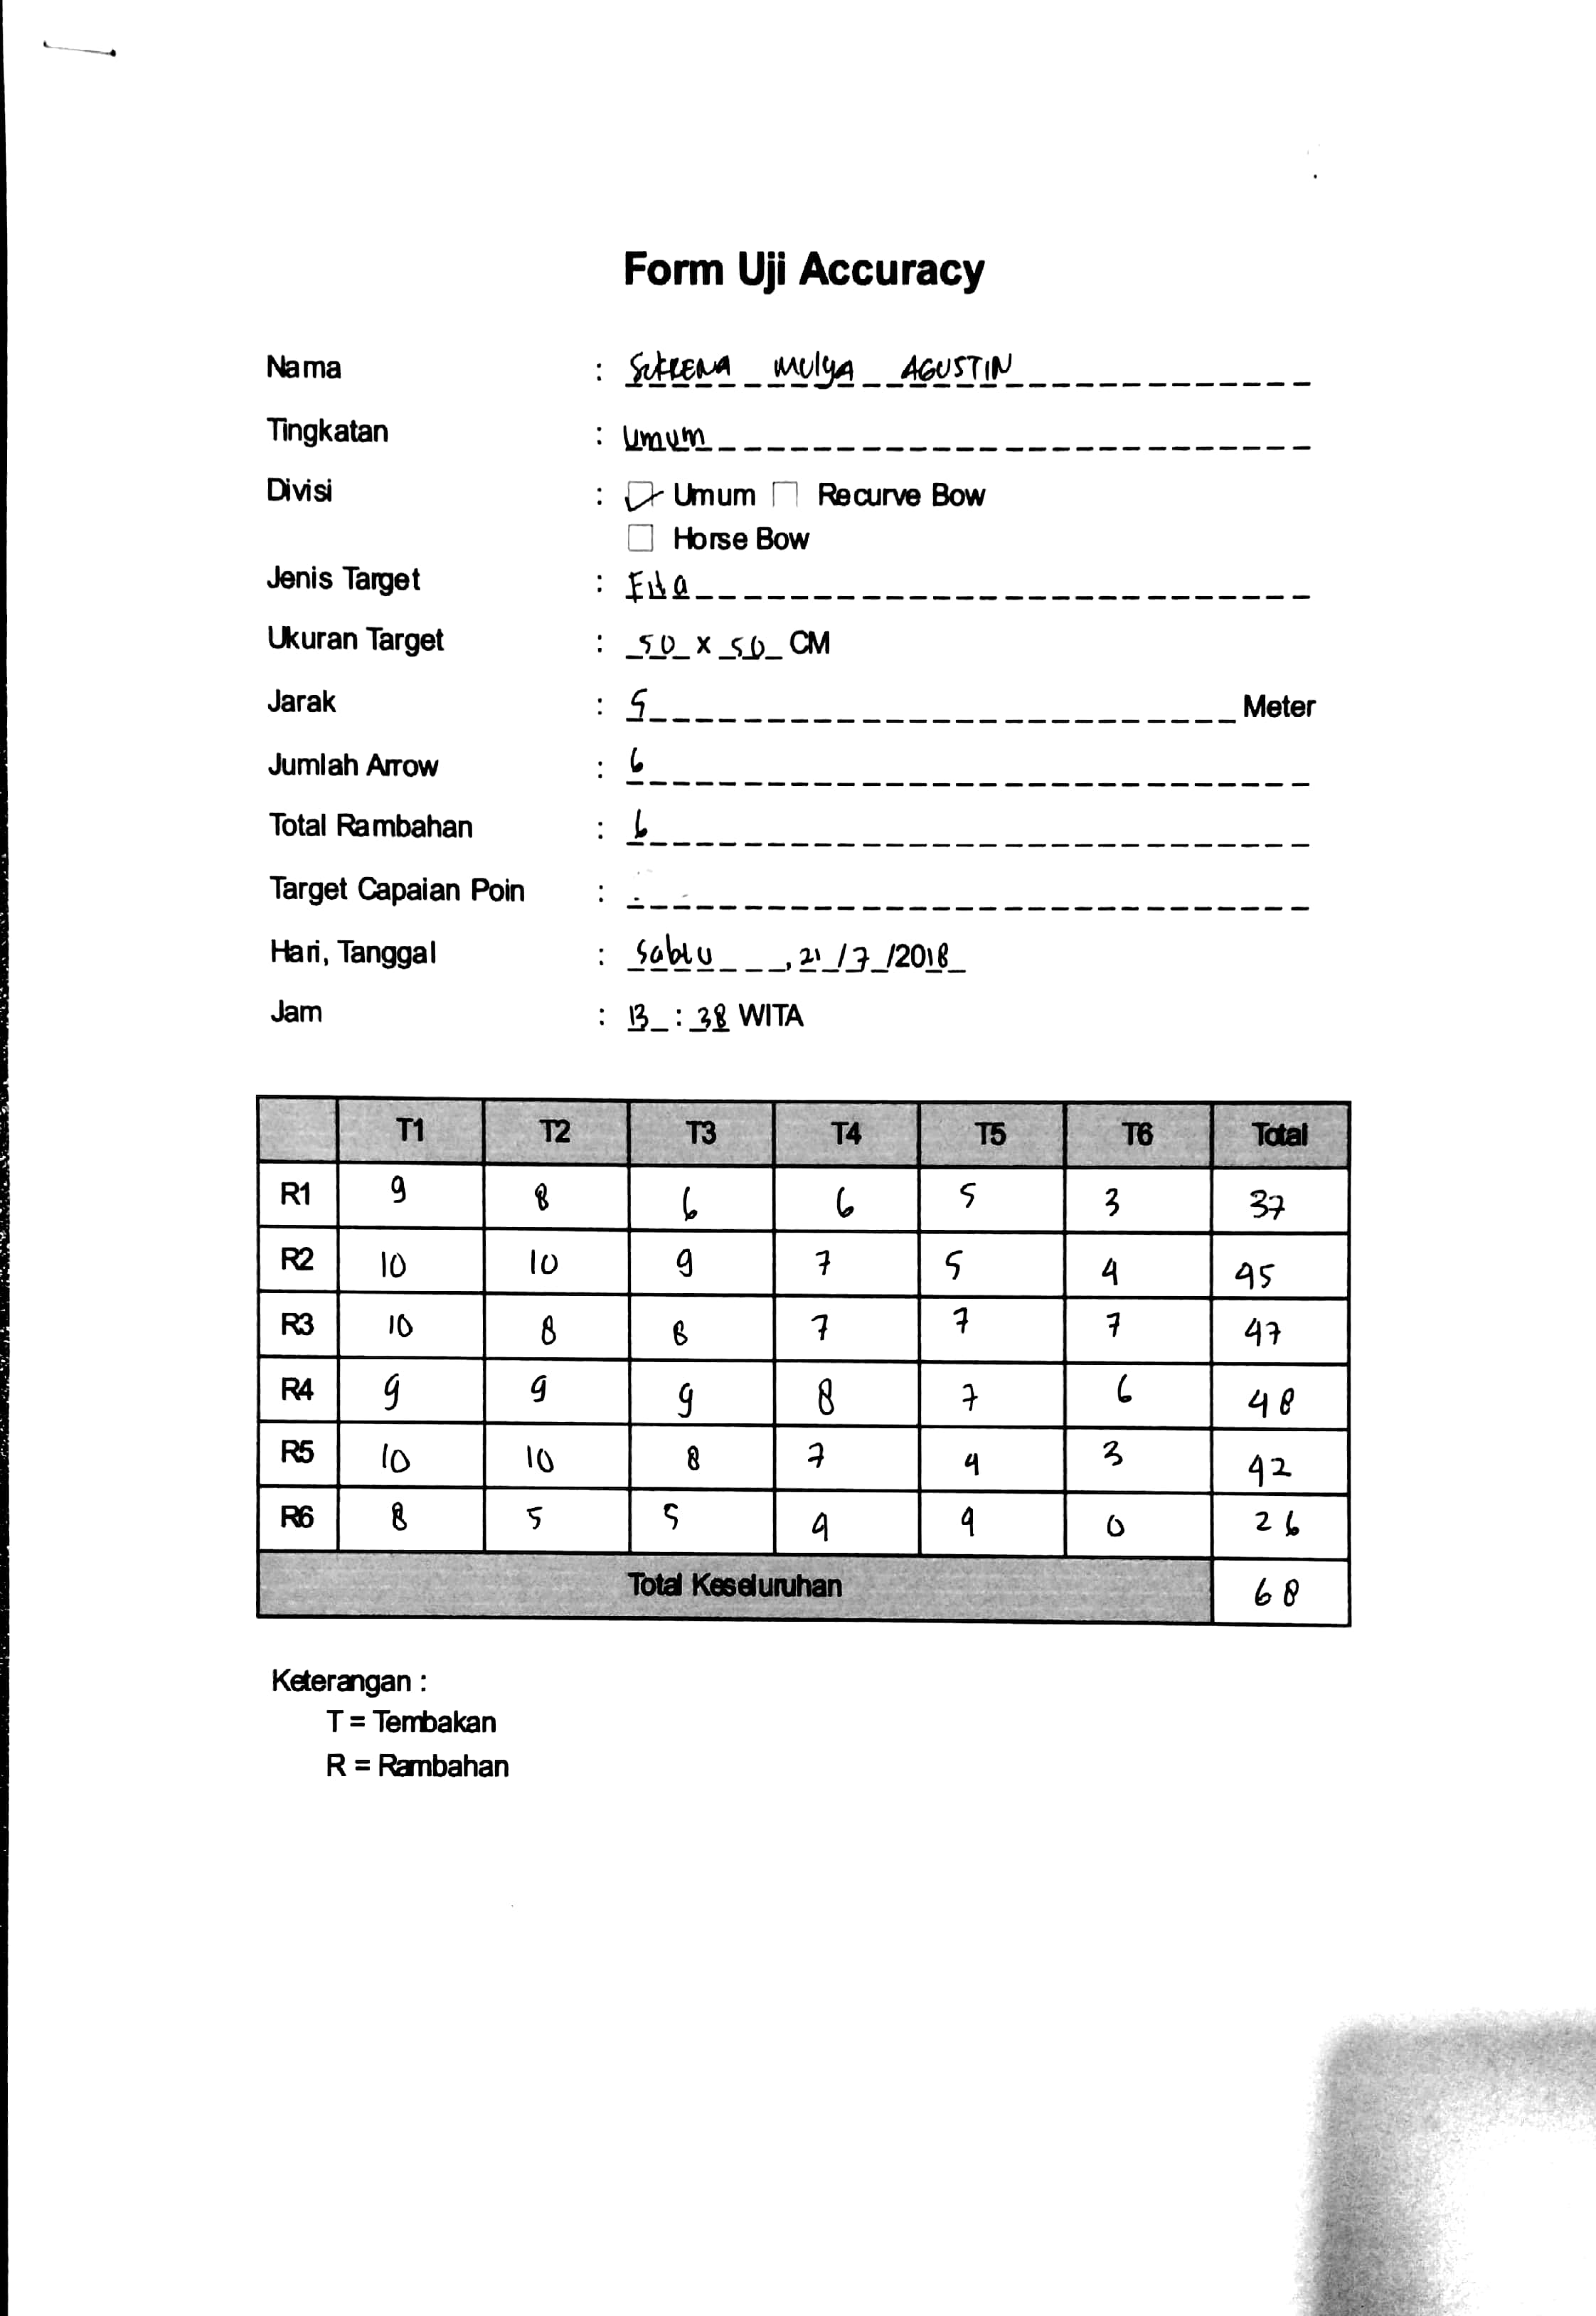 Form Uji Accuracy
Nama : MULYA AGUSTIN
Tingkatan : Umum
Divisi : Umum Recurve Bow
Horse Bow
Jenis Target : Fita
Ukuran Target : 50 x 50 CM
Jarak : 5 Meter
Jumlah Arrow : 6
Total Rambahan : 6
Target Capaian Poin :
Hari, Tanggal : Sabtu, 21/7/2018
Jam : 13 : 38 WITA
T1 T2 T3 T4 T5 T6 Total
R1 9 8 6 6 5 3 37
R2 10 10 9 7 5 4 45
R3 10 8 8 7 7 7 47
R4 9 9 9 8 7 6 48
R5 10 10 8 7 4 3 42
R6 8 5 5 4 4 0 26
Total Keseluruhan 68
Keterangan :
T = Tembakan
R = Rambahan